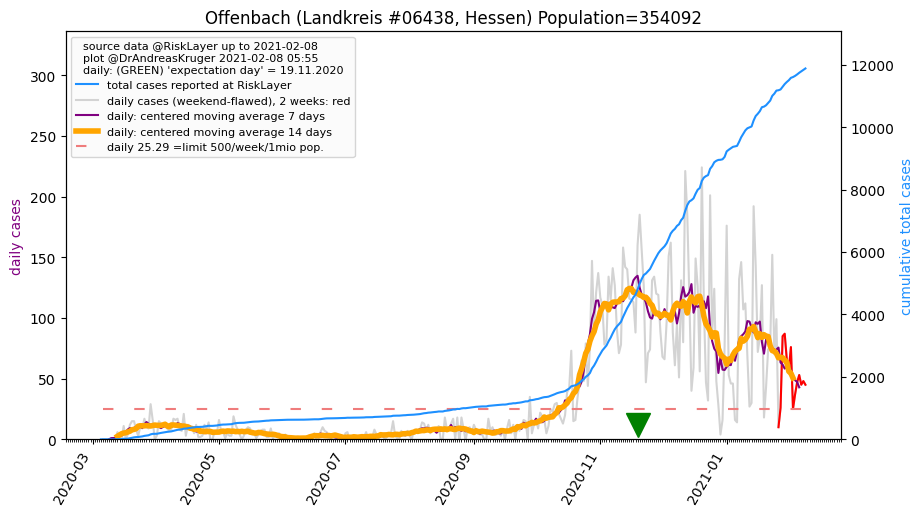 Offenbach (Landkreis #06438, Hessen) Population=354092
source data @RiskLayer up to 2021-02-08
plot @DrAndreasKruger 2021-02-08 05:55
daily: (GREEN) 'expectation day' = 19.11.2020
total cases reported at RiskLayer
daily cases (weekend-flawed), 2 weeks: red
daily: centered moving average 7 days
daily: centered moving average 14 days
daily 25.29 =limit 500/week/1mio pop.
daily cases
300
250
200
150
100
50
0
12000
10000
8000
6000
4000
2000
0
cumulative total cases
2020-03
2020-05
2020-07
2020-09
2020-11
2021-01